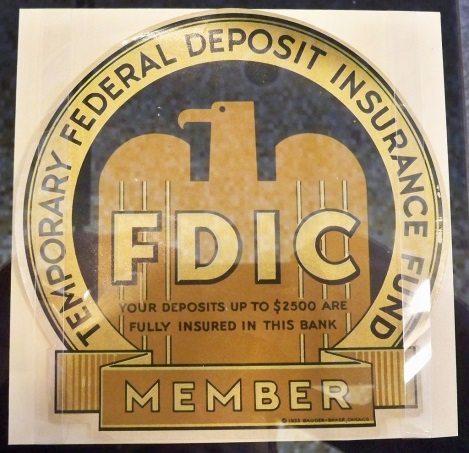 TEMPORARY FEDERAL DEPOSIT INSURANCE FUND
FDIC
YOUR DEPOSITS UP TO $2500 ARE
FULLY INSURED IN THIS BANK
MEMBER